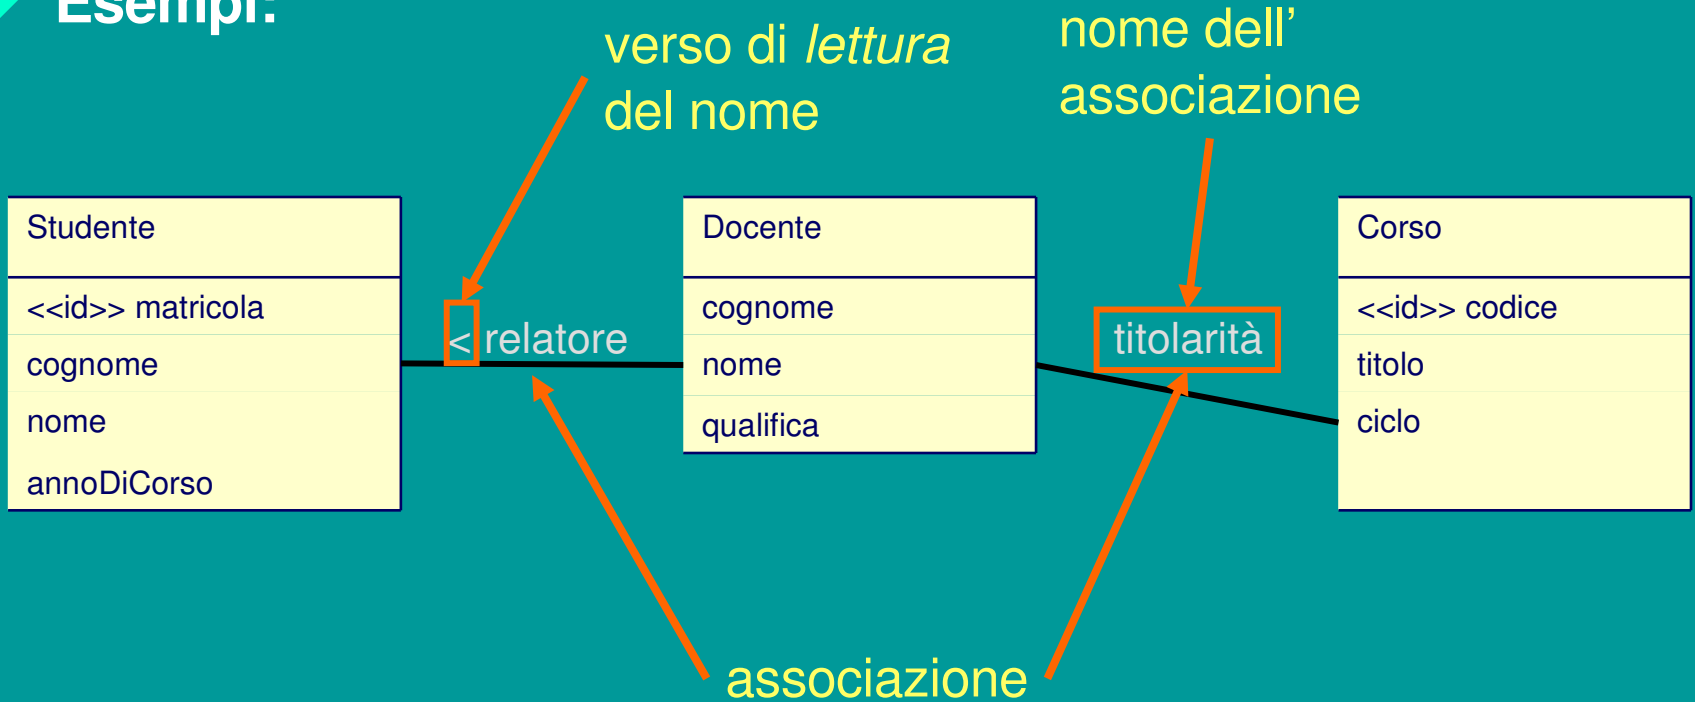 Esempi:
verso di lettura
del nome
nome dell'
associazione
Studente
<<id>> matricola
cognome
nome
annoDiCorso
< relatore
Docente
cognome
nome
qualifica
titolarità
Corso
<<id>> codice
titolo
ciclo
associazione